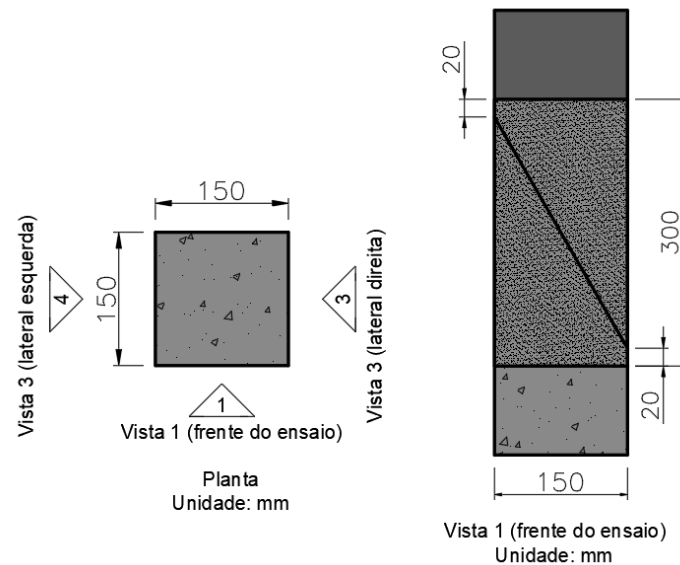 150
150
Vista 3 (lateral esquerda)
4
3
Vista 3 (lateral direita)
1
Vista 1 (frente do ensaio)
Planta
Unidade: mm
20
300
20
150
Vista 1 (frente do ensaio)
Unidade: mm